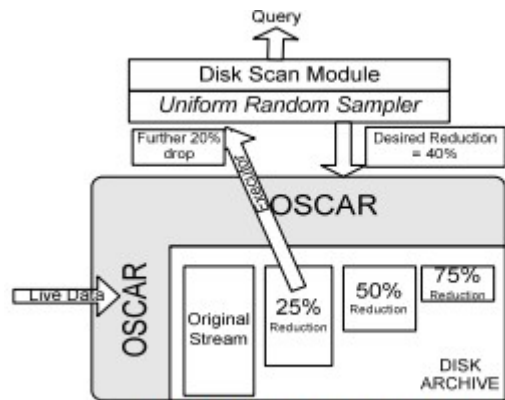 Query
Disk Scan Module
Uniform Random Sampler
Further 20%
drop
Desired Reduction
= 40%
Executor
OSCAR
Live Data
OSCAR
Original
Stream
25%
Reduction
50%
Reduction
75%
Reduction
DISK
ARCHIVE